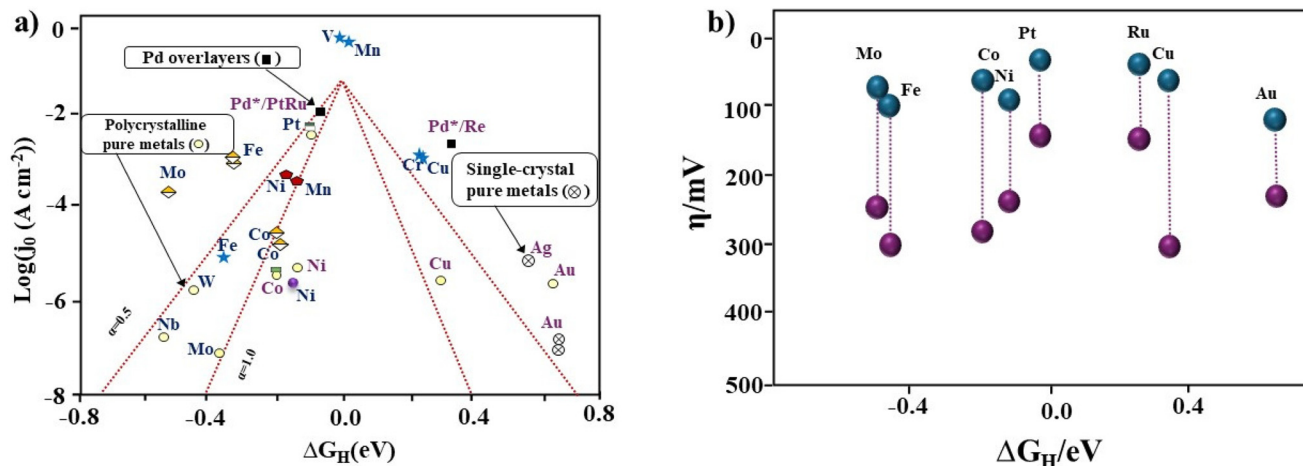 a)
Log(j₀ (A cm⁻²))
0
-2
-4
-6
-8
-0.8
-0.4
0.0
0.4
0.8
ΔG_H(eV)
V
Mn
Pd overlayers (■)
Pd*/PtRu
Pt
Pd*/Re
Polycrystalline
pure metals (○)
Fe
Mo
Ni
Mn
Cr
Cu
Single-crystal
pure metals (⊗)
Co
Fe
Co
Ni
Ag
W
Co
Ni
Cu
Au
Nb
Mo
Au
α=0.5
α=1.0
b)
η/mV
0
100
200
300
400
500
-0.4
0.0
0.4
ΔG_H/eV
Mo
Fe
Co
Ni
Pt
Ru
Cu
Au